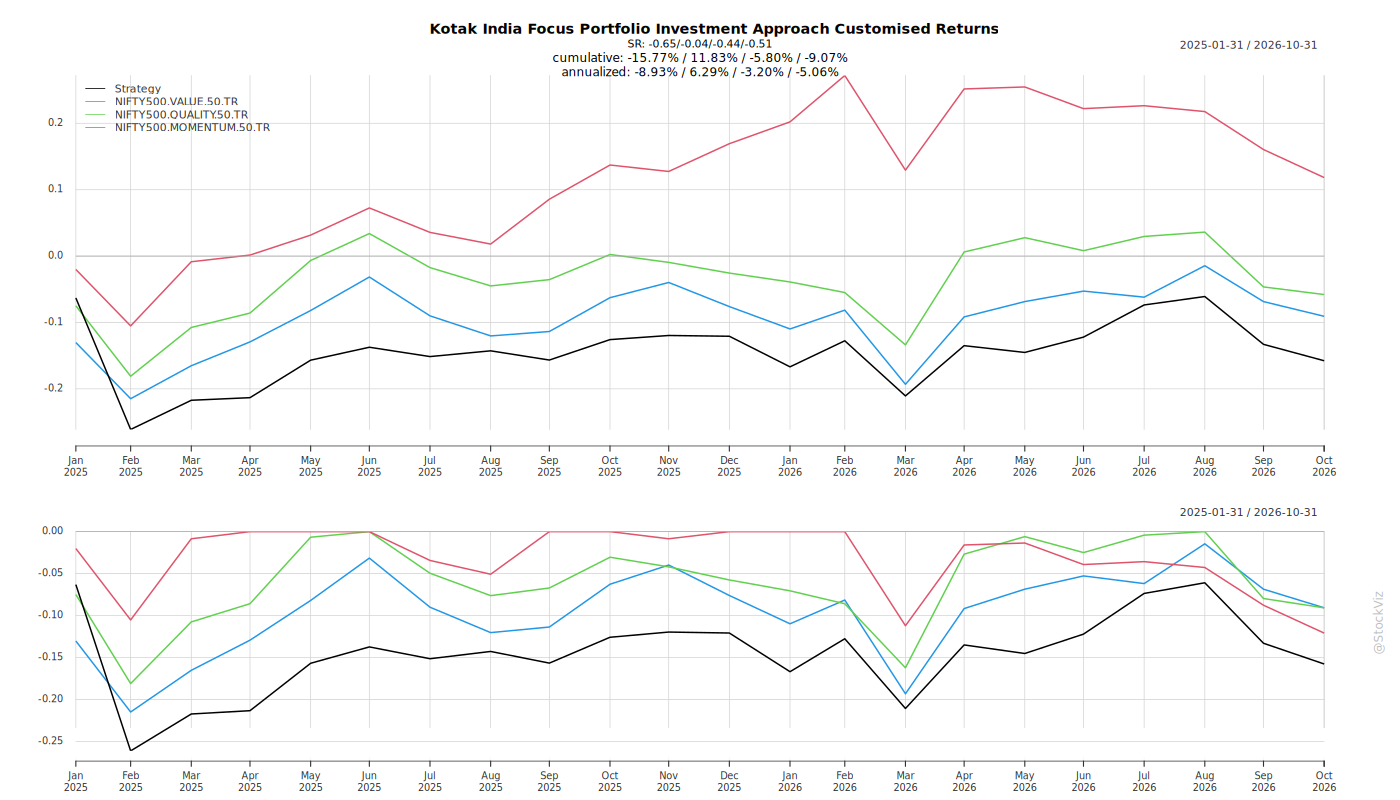 Kotak India Focus Portfolio Investment Approach Customised Returns
SR: -0.65/-0.04/-0.44/-0.51
cumulative: -15.77% / 11.83% / -5.80% / -9.07%
annualized: -8.93% / 6.29% / -3.20% / -5.06%
2025-01-31 / 2026-10-31
Strategy
NIFTY500.VALUE.50.TR
NIFTY500.QUALITY.50.TR
NIFTY500.MOMENTUM.50.TR
0.2
0.1
0.0
-0.1
-0.2
Jan Feb Mar Apr May Jun Jul Aug Sep Oct Nov Dec Jan Feb Mar Apr May Jun Jul Aug Sep Oct
2025 2025 2025 2025 2025 2025 2025 2025 2025 2025 2025 2025 2026 2026 2026 2026 2026 2026 2026 2026 2026 2026
2025-01-31 / 2026-10-31
0.00
-0.05
-0.10
-0.15
-0.20
-0.25
Jan Feb Mar Apr May Jun Jul Aug Sep Oct Nov Dec Jan Feb Mar Apr May Jun Jul Aug Sep Oct
2025 2025 2025 2025 2025 2025 2025 2025 2025 2025 2025 2025 2026 2026 2026 2026 2026 2026 2026 2026 2026 2026
@StockViz